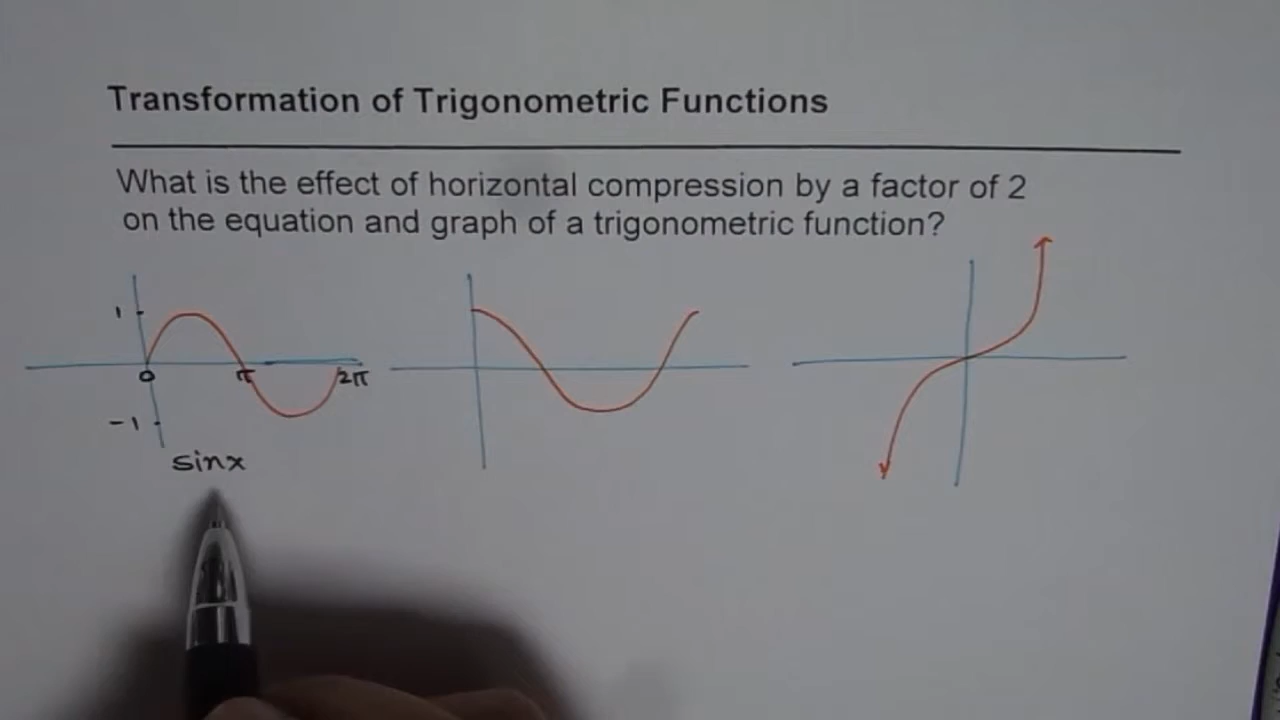 Transformation of Trigonometric Functions
What is the effect of horizontal compression by a factor of 2
on the equation and graph of a trigonometric function?
1
0 π 2π
-1
sinx